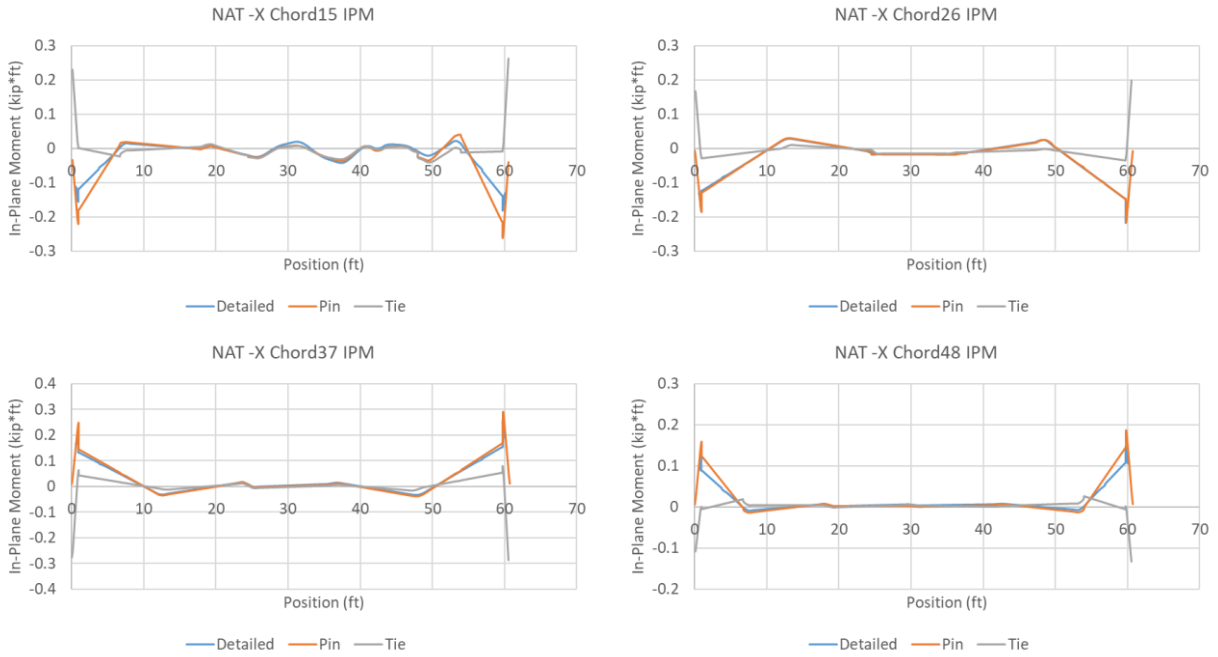 NAT -X Chord15 IPM
In-Plane Moment (kip*ft)
0.3
0.2
0.1
0
-0.1
-0.2
-0.3
0 10 20 30 40 50 60 70
Position (ft)
Detailed Pin Tie
NAT -X Chord26 IPM
In-Plane Moment (kip*ft)
0.3
0.2
0.1
0
-0.1
-0.2
-0.3
0 10 20 30 40 50 60 70
Position (ft)
Detailed Pin Tie
NAT -X Chord37 IPM
In-Plane Moment (kip*ft)
0.4
0.3
0.2
0.1
0
-0.1
-0.2
-0.3
-0.4
0 10 20 30 40 50 60 70
Position (ft)
Detailed Pin Tie
NAT -X Chord48 IPM
In-Plane Moment (kip*ft)
0.3
0.2
0.1
0
-0.1
-0.2
0 10 20 30 40 50 60 70
Position (ft)
Detailed Pin Tie